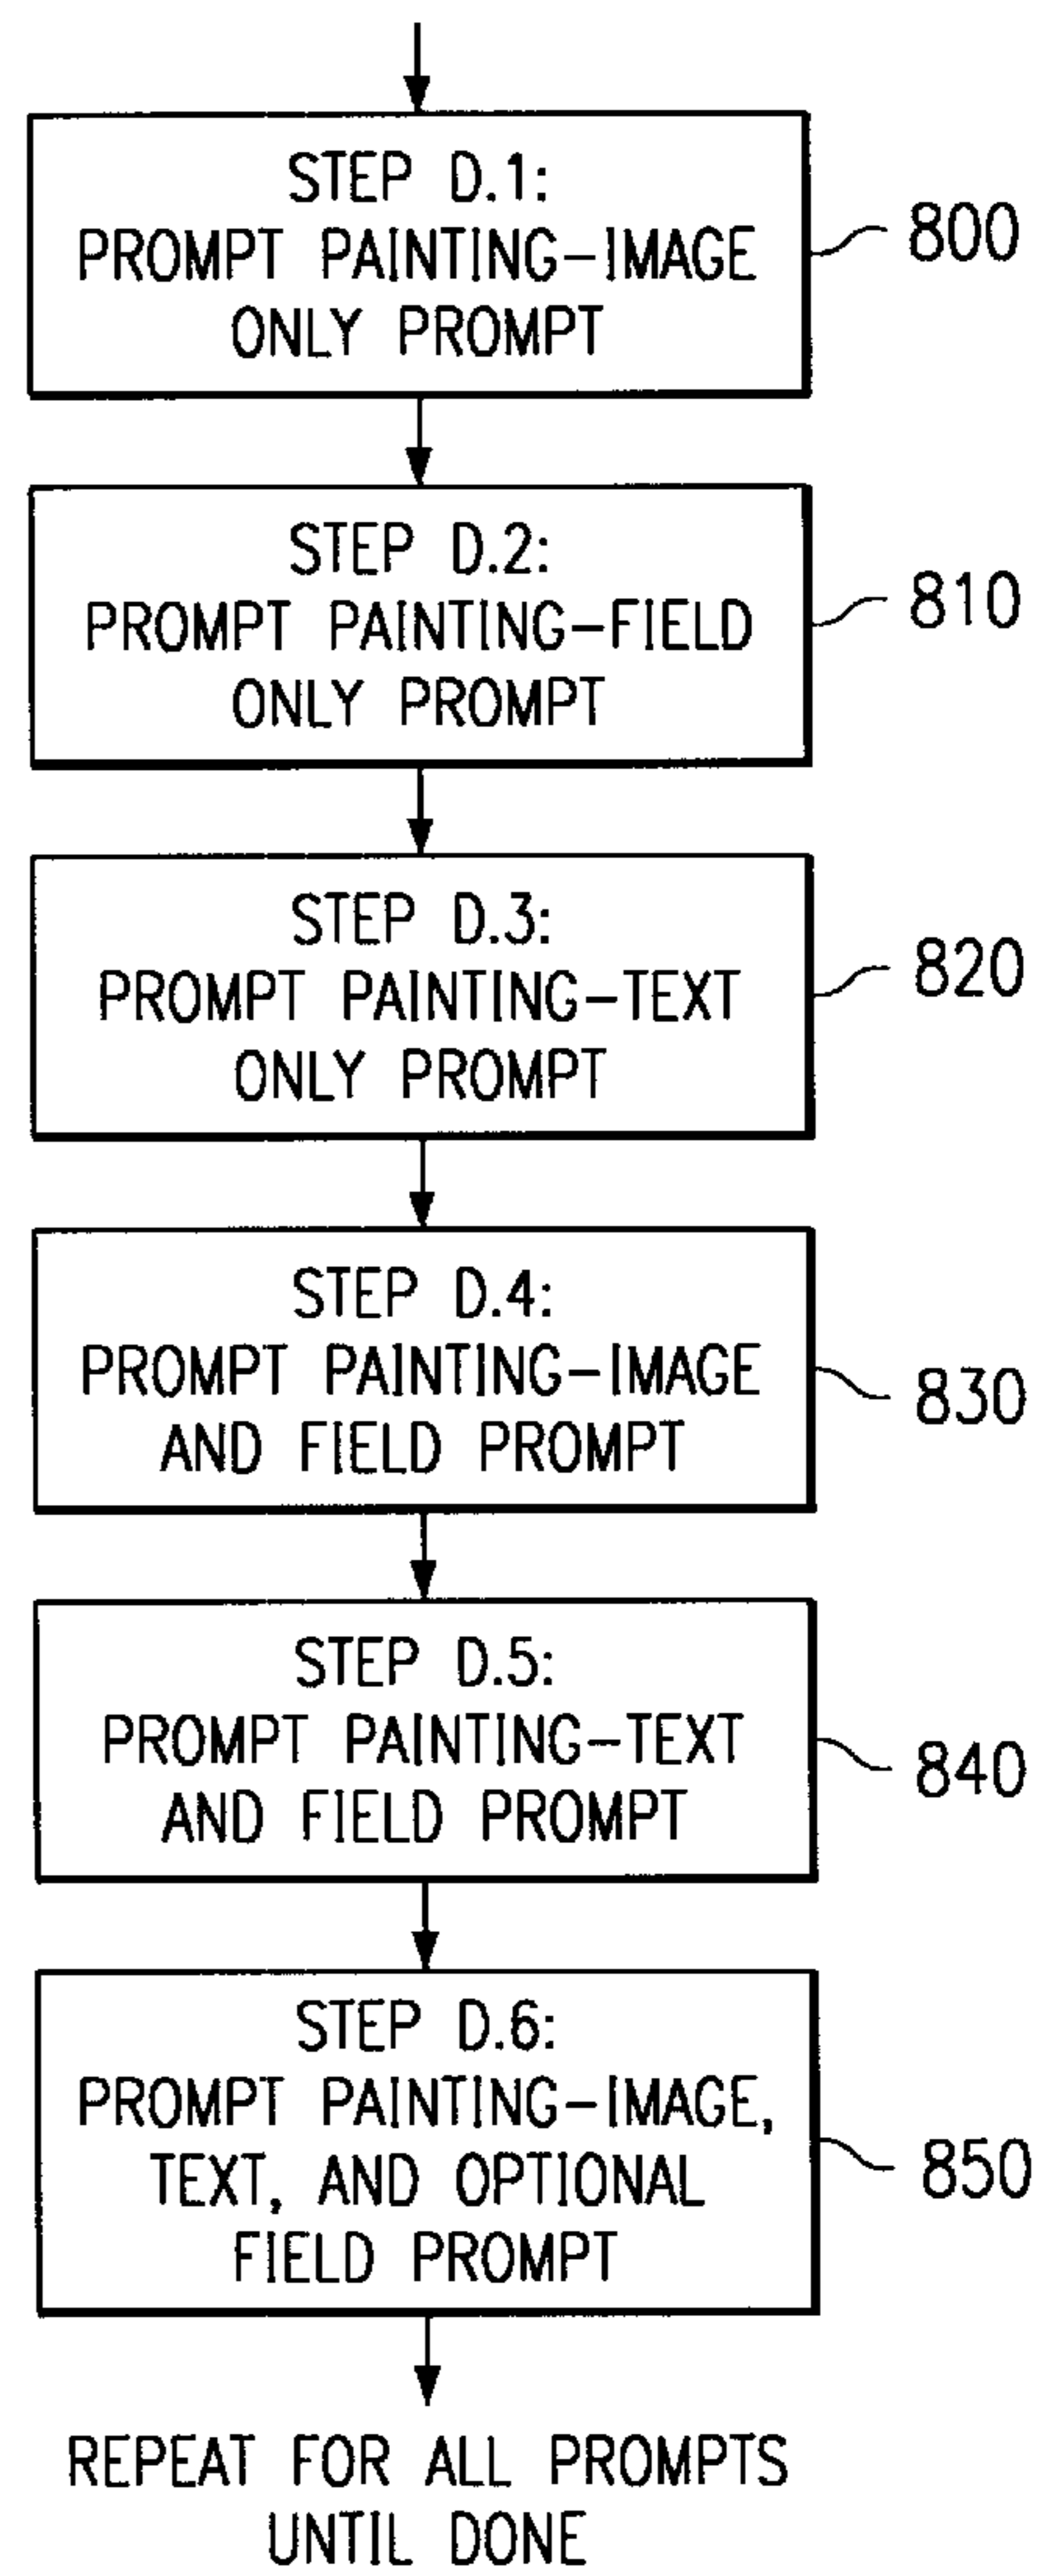 STEP D.1:
PROMPT PAINTING-IMAGE
ONLY PROMPT
800
STEP D.2:
PROMPT PAINTING-FIELD
ONLY PROMPT
810
STEP D.3:
PROMPT PAINTING-TEXT
ONLY PROMPT
820
STEP D.4:
PROMPT PAINTING-IMAGE
AND FIELD PROMPT
830
STEP D.5:
PROMPT PAINTING-TEXT
AND FIELD PROMPT
840
STEP D.6:
PROMPT PAINTING-IMAGE,
TEXT, AND OPTIONAL
FIELD PROMPT
850
REPEAT FOR ALL PROMPTS
UNTIL DONE